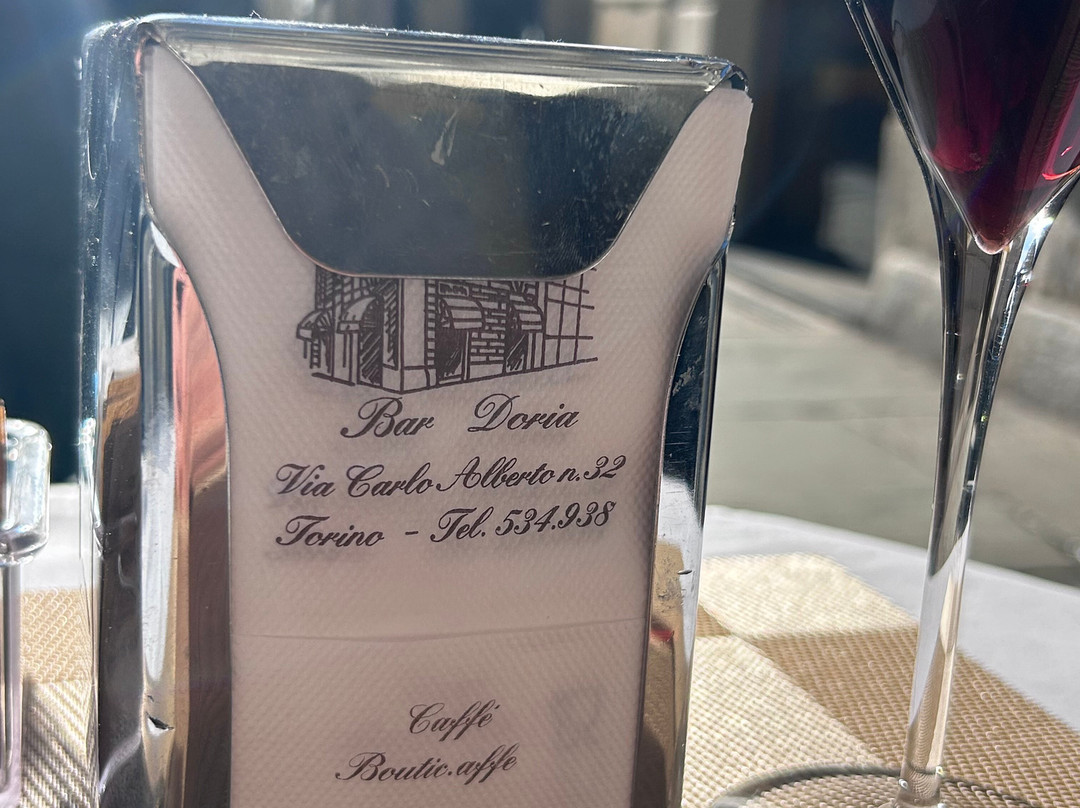 Bar Doria
Via Carlo Alberto n.32
Torino - Tel. 534.938
Caffé
Boutic.affe